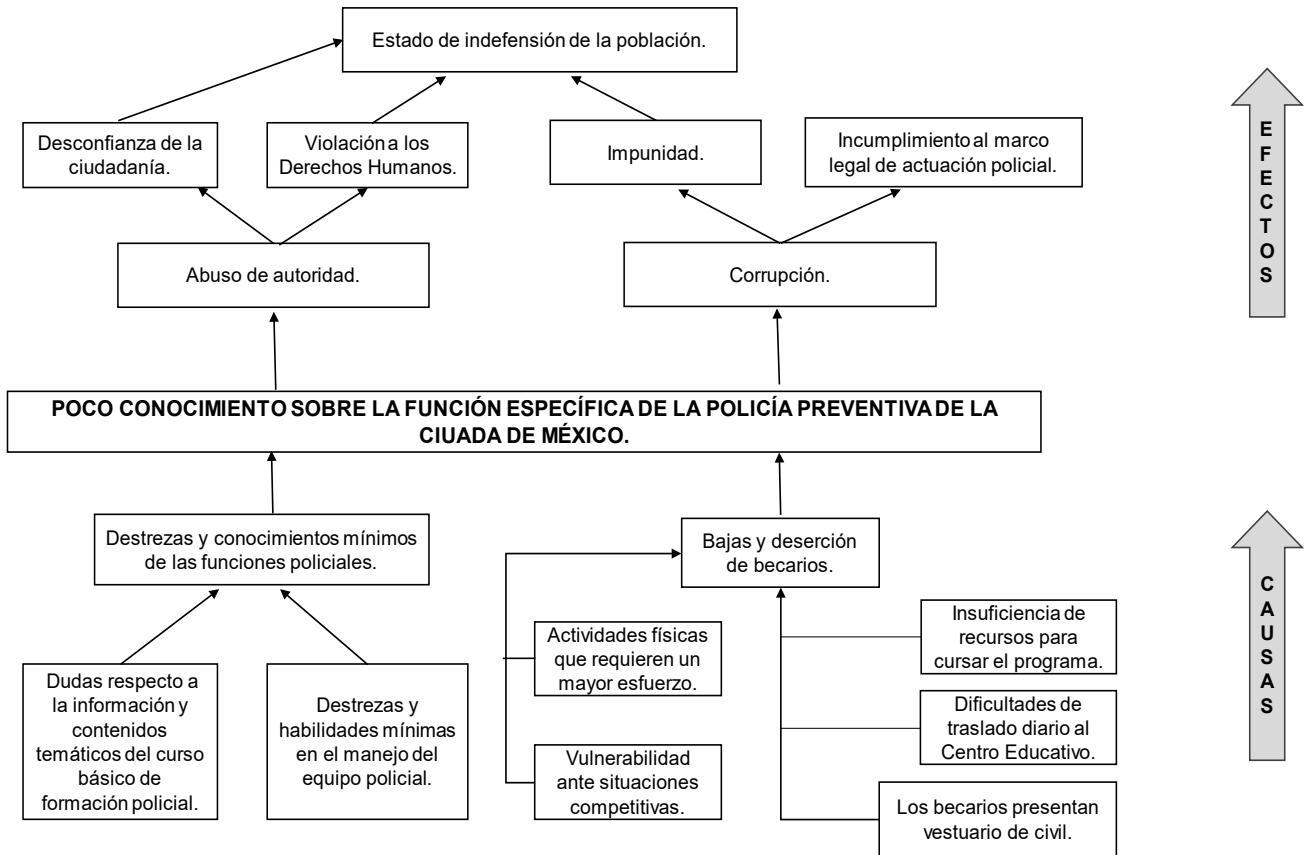 Estado de indefensión de la población.
Desconfianza de la
ciudadanía.
Violación a los
Derechos Humanos.
Impunidad.
Incumplimiento al marco
legal de actuación policial.
Abuso de autoridad.
Corrupción.
EFECTOS
POCO CONOCIMIENTO SOBRE LA FUNCIÓN ESPECÍFICA DE LA POLICÍA PREVENTIVA DE LA
CIUADA DE MÉXICO.
Destrezas y conocimientos mínimos
de las funciones policiales.
Bajas y deserción
de becarios.
Dudas respecto a
la información y
contenidos
temáticos del curso
básico de
formación policial.
Destrezas y
habilidades mínimas
en el manejo del
equipo policial.
Actividades físicas
que requieren un
mayor esfuerzo.
Vulnerabilidad
ante situaciones
competitivas.
Insuficiencia de
recursos para
cursar el programa.
Dificultades de
traslado diario al
Centro Educativo.
Los becarios presentan
vestuario de civil.
CAUSAS